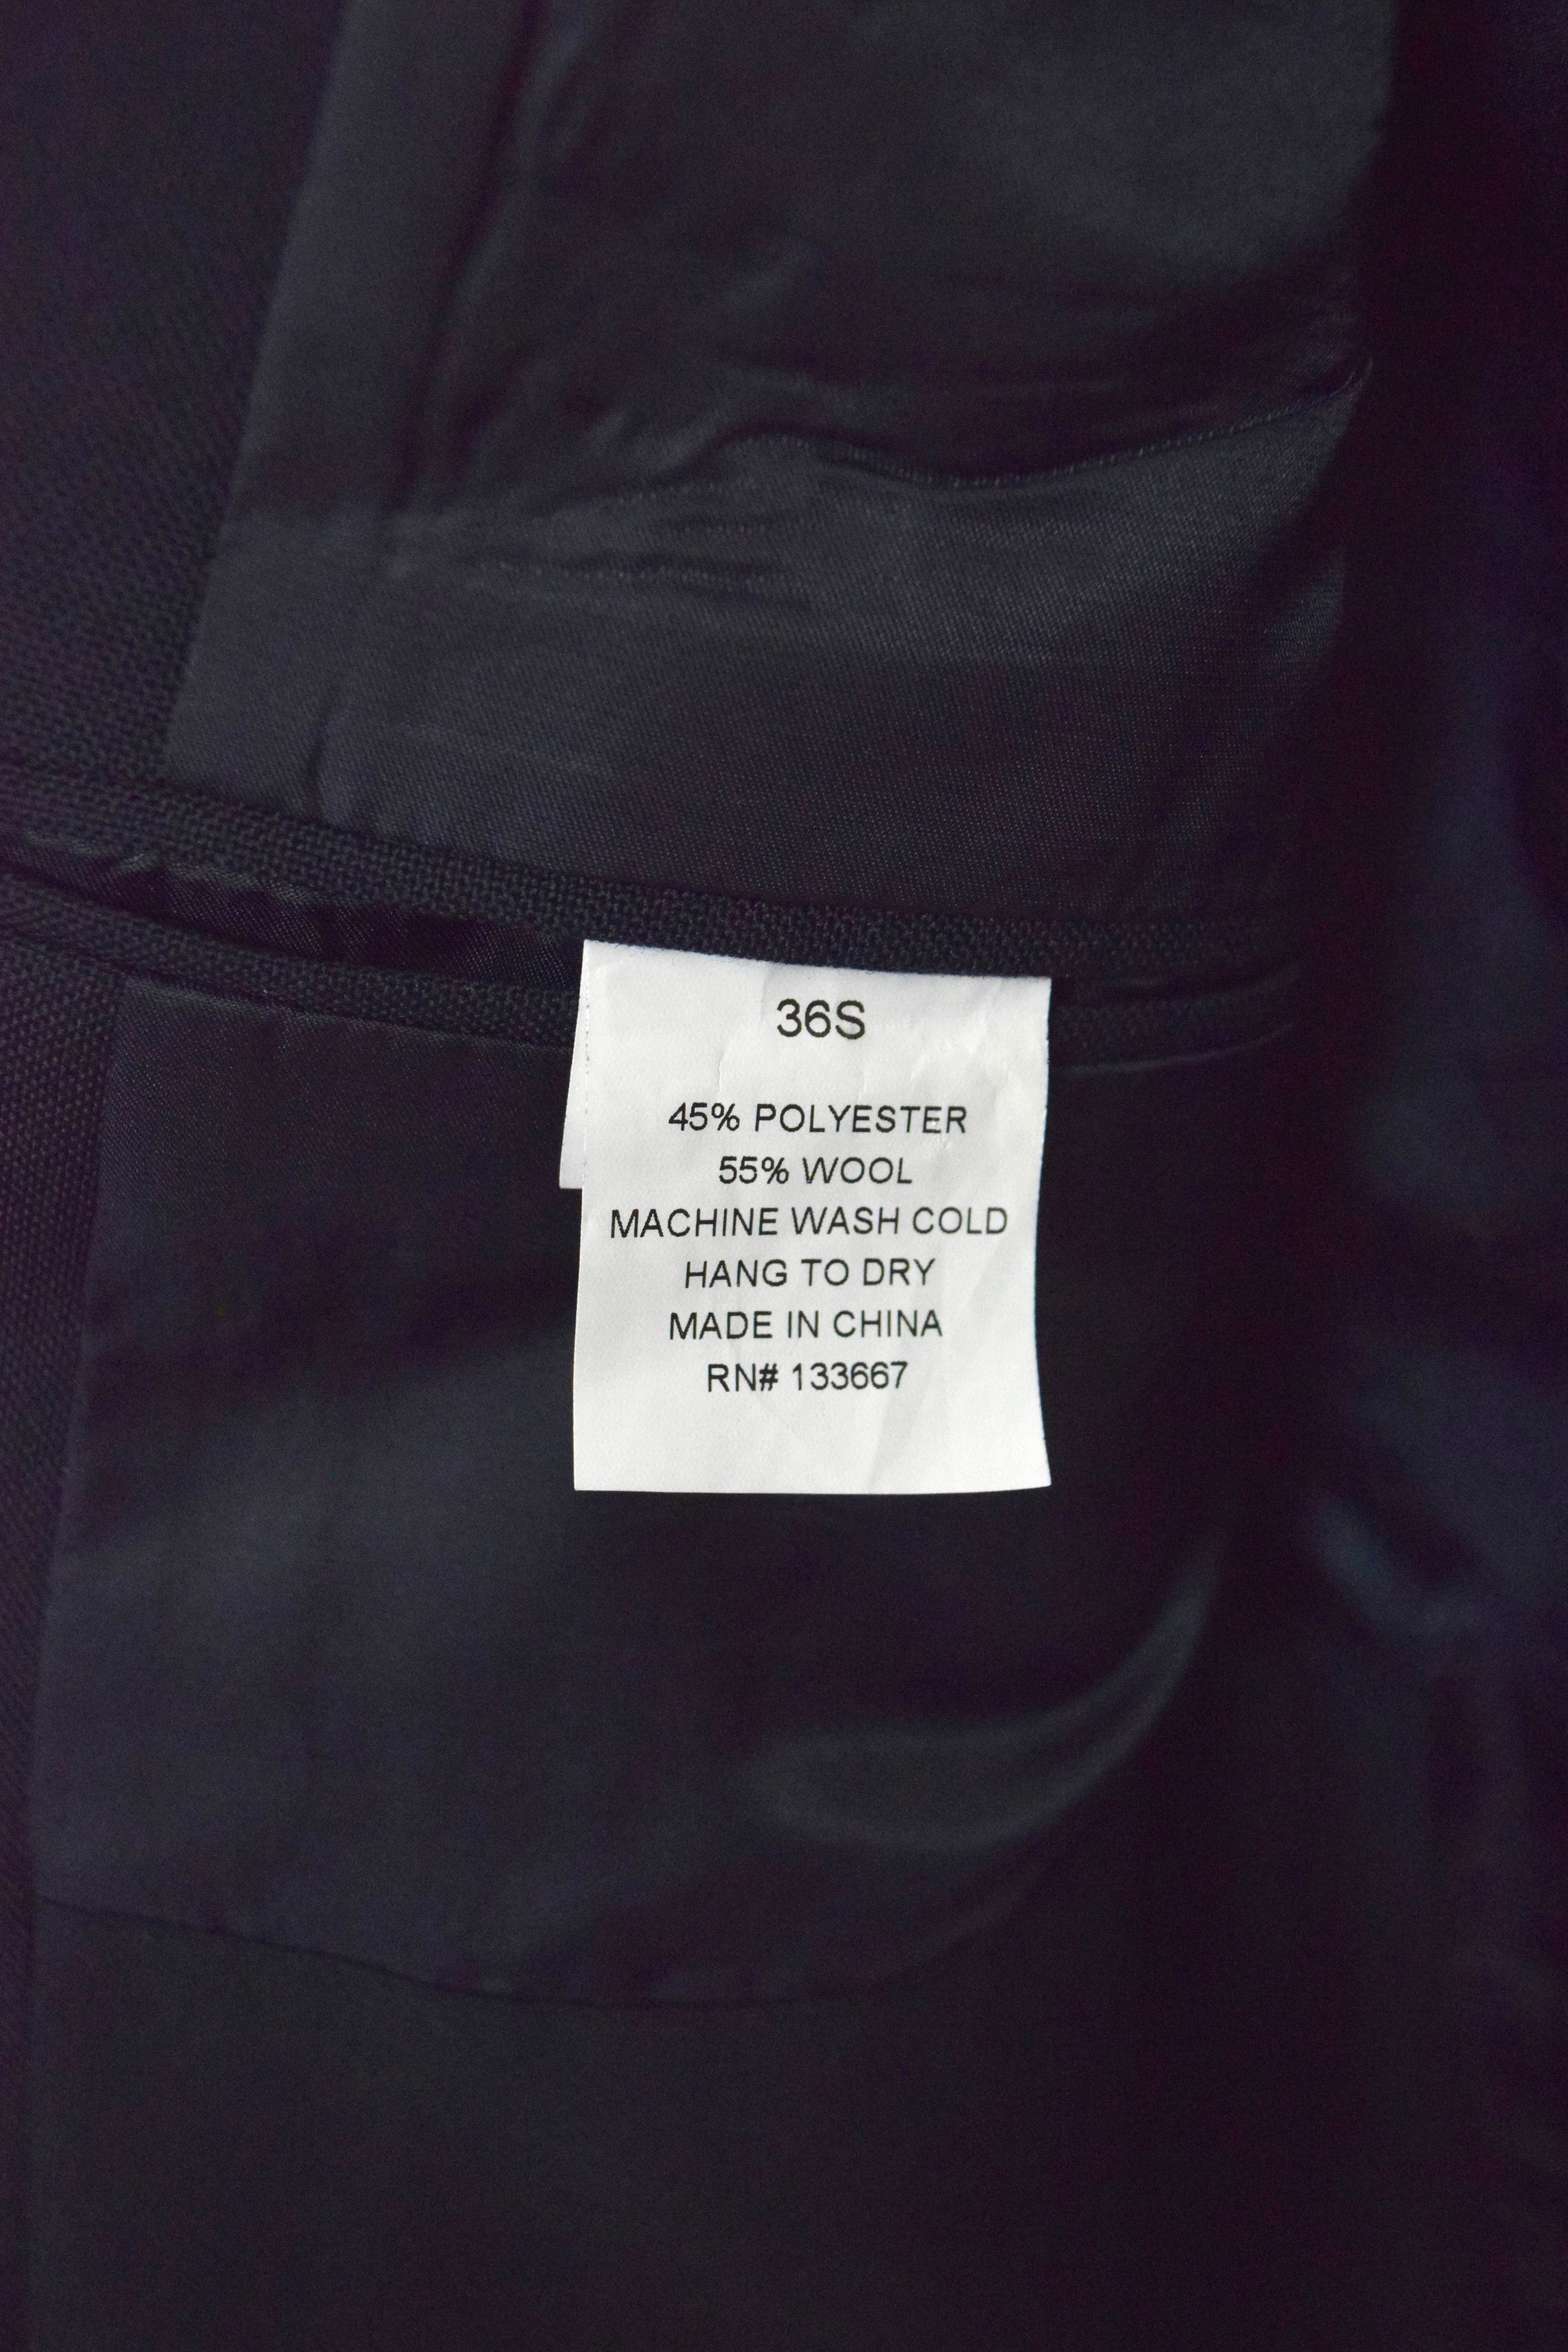 36S
45% POLYESTER
55% WOOL
MACHINE WASH COLD
HANG TO DRY
MADE IN CHINA
RN# 133667